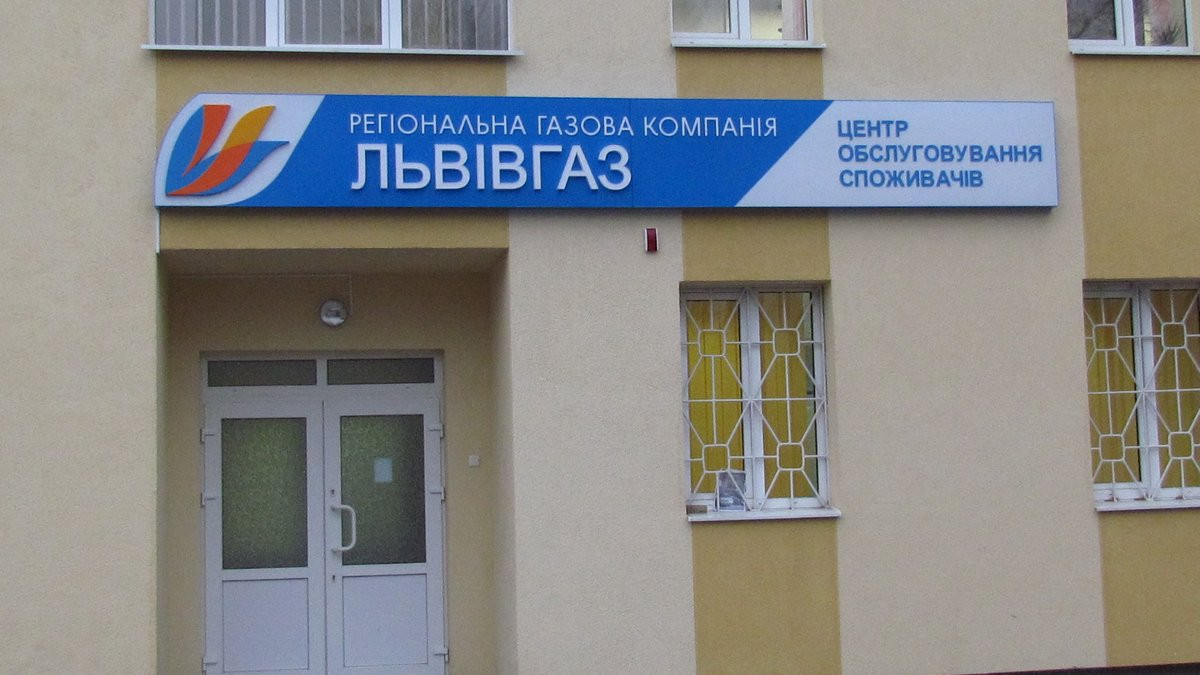 РЕГІОНАЛЬНА ГАЗОВА КОМПАНІЯ
ЛЬВІВГАЗ
ЦЕНТР
ОБСЛУГОВУВАННЯ
СПОЖИВАЧІВ